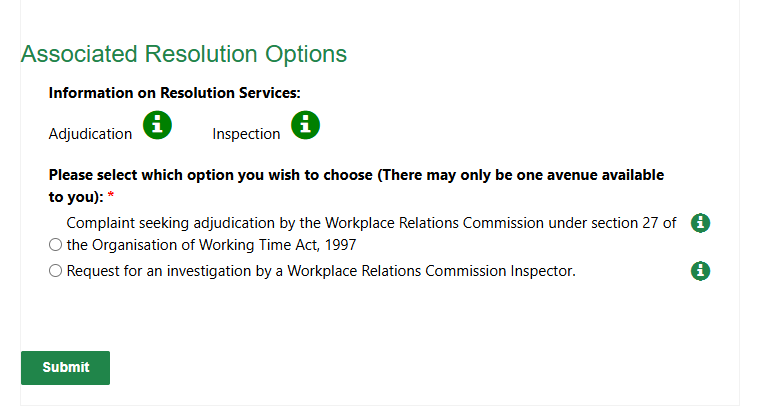 Associated Resolution Options
Information on Resolution Services:
Adjudication Inspection
Please select which option you wish to choose (There may only be one avenue available
to you): *
Complaint seeking adjudication by the Workplace Relations Commission under section 27 of
the Organisation of Working Time Act, 1997
Request for an investigation by a Workplace Relations Commission Inspector.
Submit